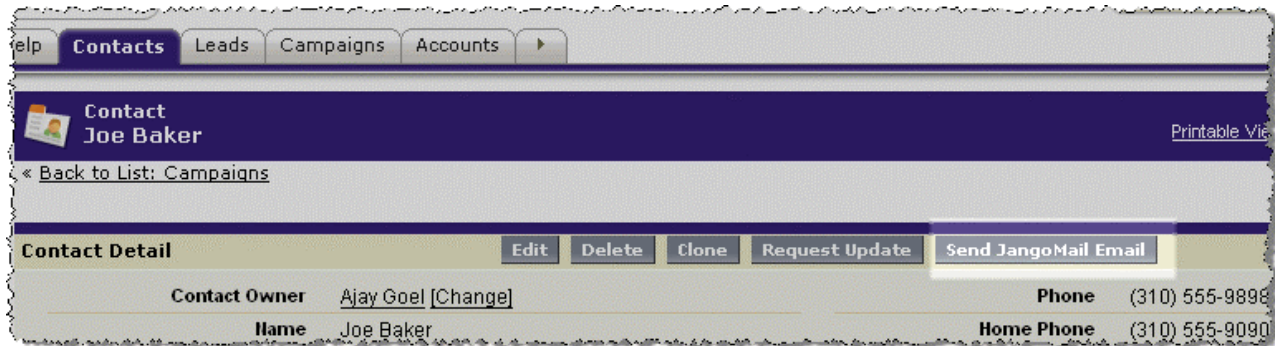 elp Contacts Leads Campaigns Accounts
Contact
Joe Baker
Printable Vie
« Back to List: Campaigns
Contact Detail Edit Delete Clone Request Update Send JangoMail Email
Contact Owner Ajay Goel [Change] Phone (310) 555-9898
Name Joe Baker Home Phone (310) 555-9090